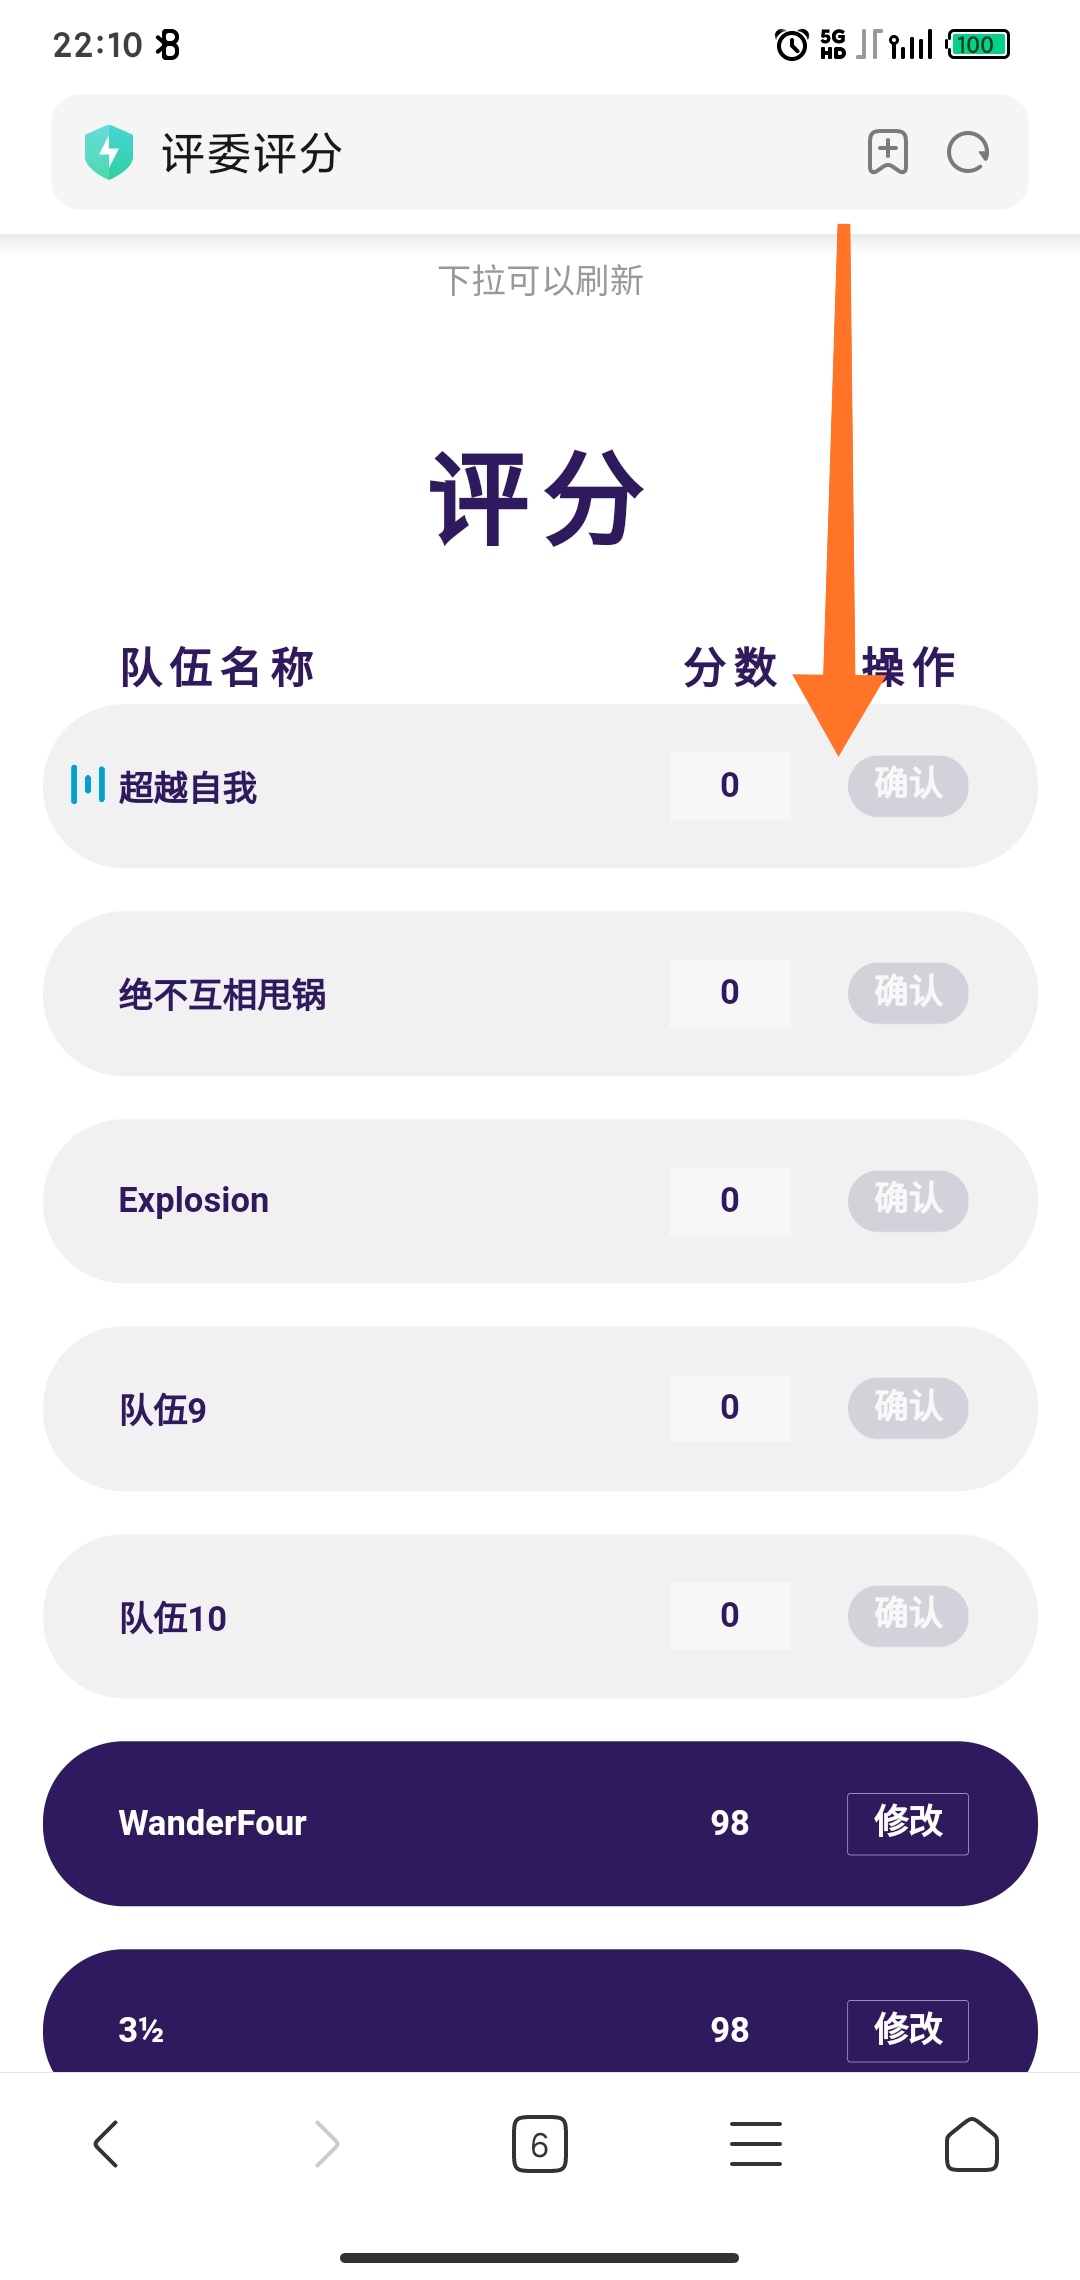 22:10 5G HD 100
评委评分
下拉可以刷新
评分
队伍名称 分数 操作
超越自我 0 确认
绝不互相甩锅 0 确认
Explosion 0 确认
队伍9 0 确认
队伍10 0 确认
WanderFour 98 修改
3½ 98 修改
6